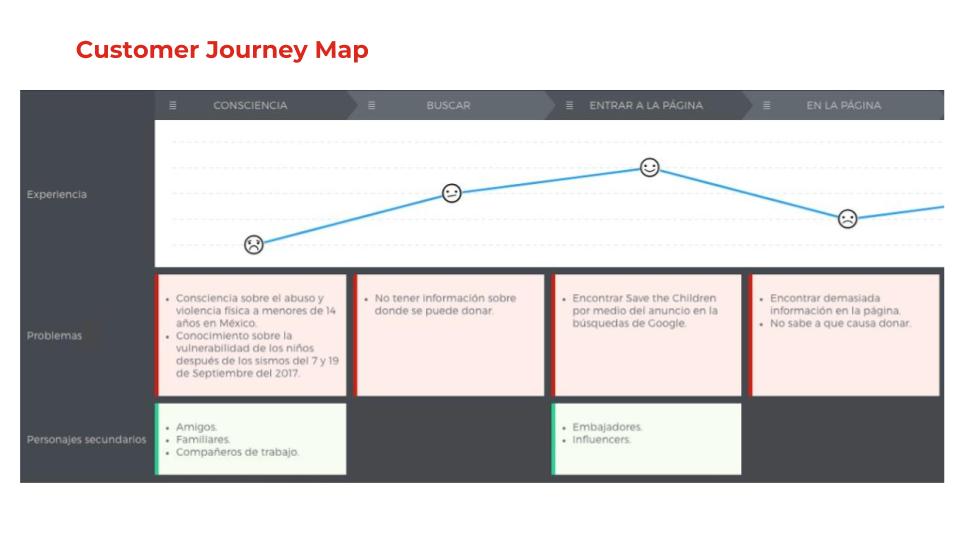 Customer Journey Map
CONSCIENCIA
BUSCAR
ENTRAR A LA PÁGINA
EN LA PÁGINA
Experiencia
Problemas
• Consciencia sobre el abuso y
violencia física a menores de 14
años en México.
• Conocimiento sobre la
vulnerabilidad de los niños
después de los sismos del 7 y 19
de Septiembre del 2017.
• No tener información sobre
donde se puede donar.
• Encontrar Save the Children
por medio del anuncio en la
búsquedas de Google.
• Encontrar demasiada
información en la página.
• No sabe a que causa donar.
Personajes secundarios
• Amigos.
• Familiares.
• Compañeros de trabajo.
• Embajadores.
• Influencers.